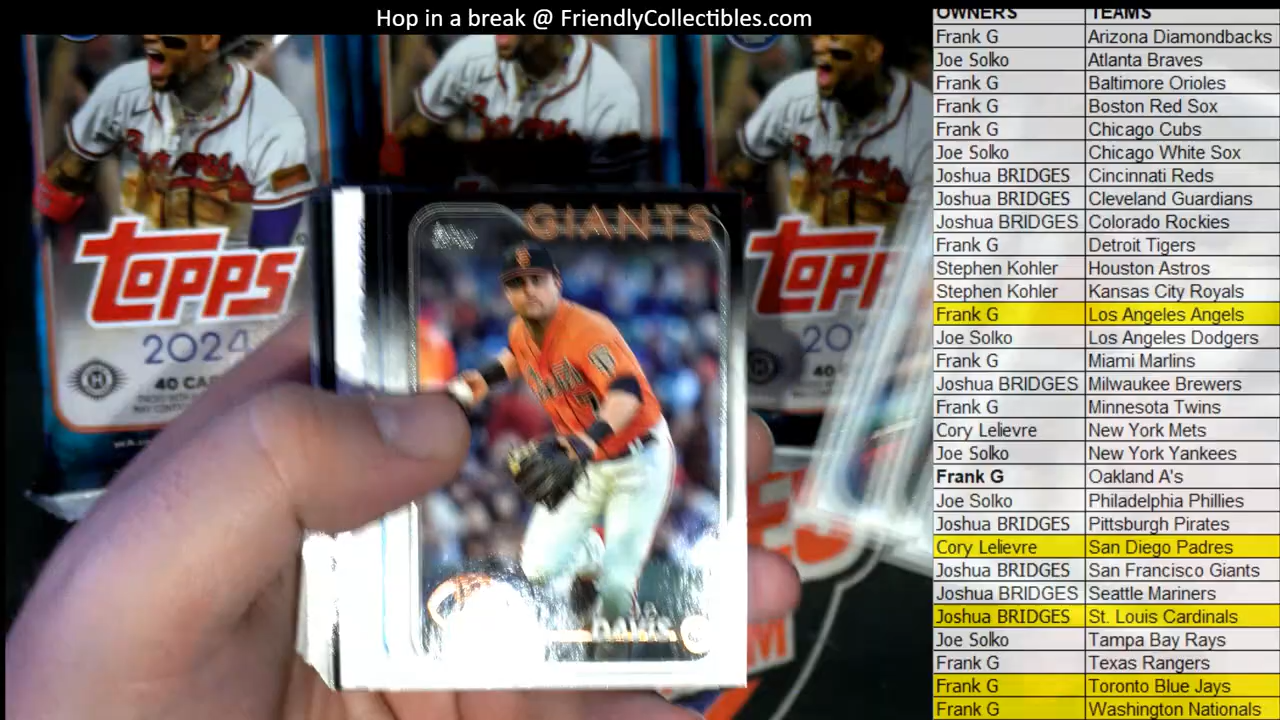 Hop in a break @ FriendlyCollectibles.com
OWNERS TEAMS
Frank G Arizona Diamondbacks
Joe Solko Atlanta Braves
Frank G Baltimore Orioles
Frank G Boston Red Sox
Frank G Chicago Cubs
Joe Solko Chicago White Sox
Joshua BRIDGES Cincinnati Reds
Joshua BRIDGES Cleveland Guardians
Joshua BRIDGES Colorado Rockies
Frank G Detroit Tigers
Stephen Kohler Houston Astros
Stephen Kohler Kansas City Royals
Frank G Los Angeles Angels
Joe Solko Los Angeles Dodgers
Frank G Miami Marlins
Joshua BRIDGES Milwaukee Brewers
Frank G Minnesota Twins
Cory Lelievre New York Mets
Joe Solko New York Yankees
Frank G Oakland A's
Joe Solko Philadelphia Phillies
Joshua BRIDGES Pittsburgh Pirates
Cory Lelievre San Diego Padres
Joshua BRIDGES San Francisco Giants
Joshua BRIDGES Seattle Mariners
Joshua BRIDGES St. Louis Cardinals
Joe Solko Tampa Bay Rays
Frank G Texas Rangers
Frank G Toronto Blue Jays
Frank G Washington Nationals
GIANTS
DAVIS
TOPPS
2024
40 CAR
TOPP
20
40